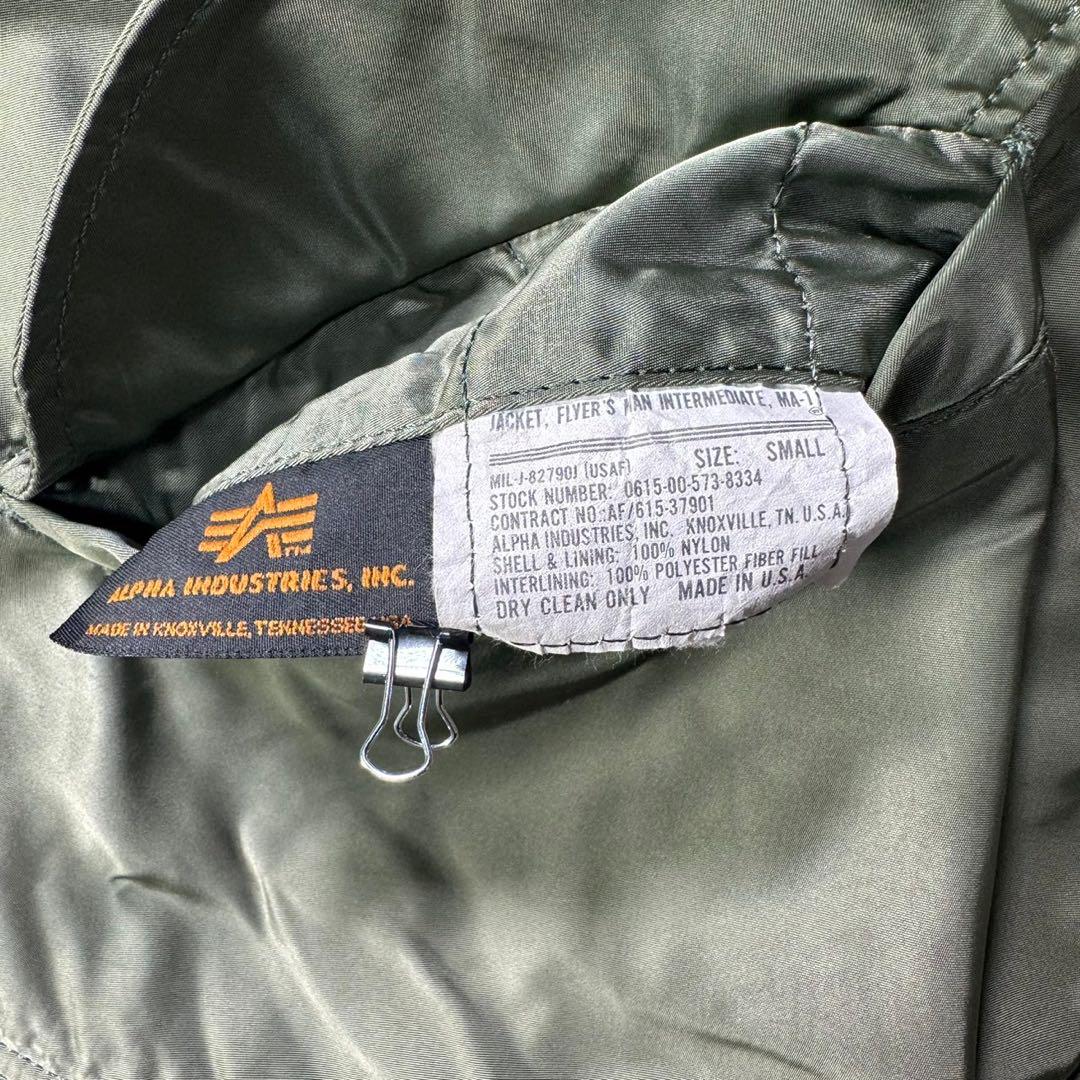 JACKET, FLYER'S MAN INTERMEDIATE, MA-1
MIL-J-82790J (USAF) SIZE: SMALL
STOCK NUMBER: 0615-00-573-8334
CONTRACT NO.:AF/615-37901
ALPHA INDUSTRIES, INC. KNOXVILLE, TN. U.S.A.
SHELL & LINING: 100% NYLON
INTERLINING: 100% POLYESTER FIBER FILL
DRY CLEAN ONLY MADE IN U.S.A.
TM
ALPHA INDUSTRIES, INC.
MADE IN KNOXVILLE, TENNESSEE USA